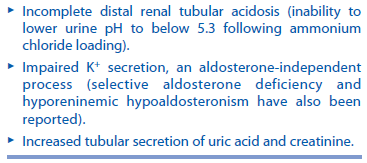 ▸ Incomplete distal renal tubular acidosis (inability to
lower urine pH to below 5.3 following ammonium
chloride loading).
▸ Impaired K⁺ secretion, an aldosterone-independent
process (selective aldosterone deficiency and
hyporeninemic hypoaldosteronism have also been
reported).
▸ Increased tubular secretion of uric acid and creatinine.